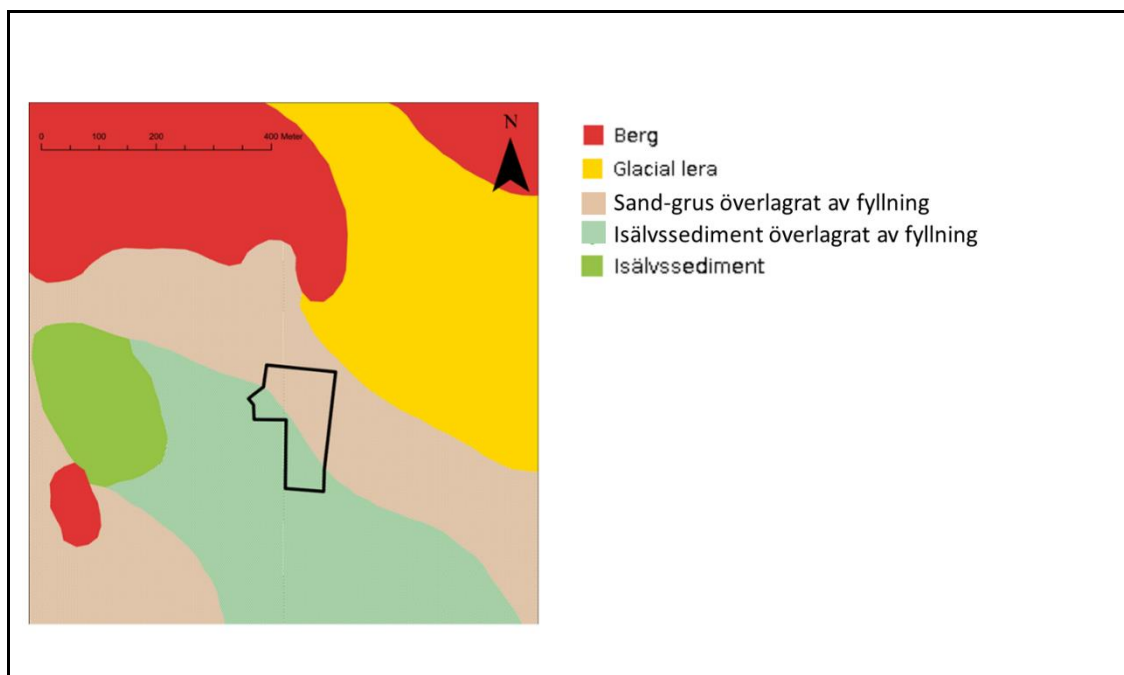 0 100 200 400 Meter
N
Berg
Glacial lera
Sand-grus överlagrat av fyllning
Isälvssediment överlagrat av fyllning
Isälvssediment